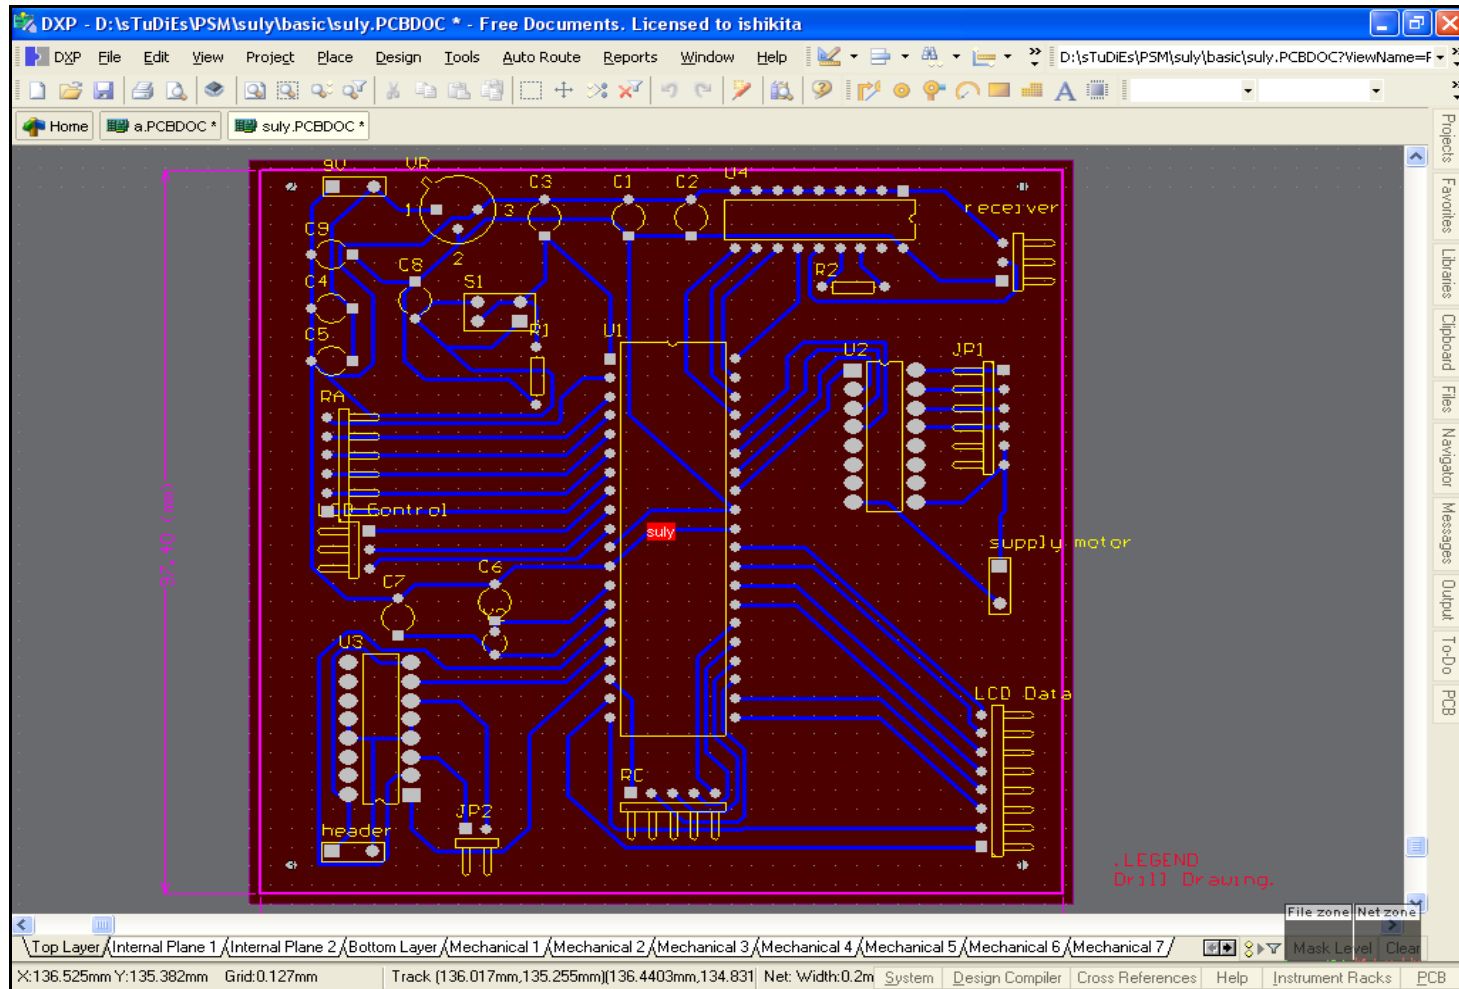 DXP - D:\sTuDiEs\PSM\suly\basic\suly.PCBDOC * - Free Documents. Licensed to ishikita
DXP File Edit View Project Place Design Tools Auto Route Reports Window Help D:\sTuDiEs\PSM\suly\basic\suly.PCBDOC?ViewName=F
Home a.PCBDOC * suly.PCBDOC *
Projects
Favorites
Libraries
Clipboard
Files
Navigator
Messages
Output
To-Do
PCB
9V VR C3 C1 C2 U4
1 3 receiver
C9
2
C8 R2
C4 S1
C5 R1 U1 U2 JP1
RA
LCD Control
suly
supply motor
97.40 (mm)
C7 C6
U3
LCD Data
RC
JP2
header
.LEGEND
Drill Drawing.
File zone Net zone
Top Layer Internal Plane 1 Internal Plane 2 Bottom Layer Mechanical 1 Mechanical 2 Mechanical 3 Mechanical 4 Mechanical 5 Mechanical 6 Mechanical 7 Mask Level Clear
X:136.525mm Y:135.382mm Grid:0.127mm Track (136.017mm,135.255mm)(136.4403mm,134.831 Net: Width:0.2m System Design Compiler Cross References Help Instrument Racks PCB